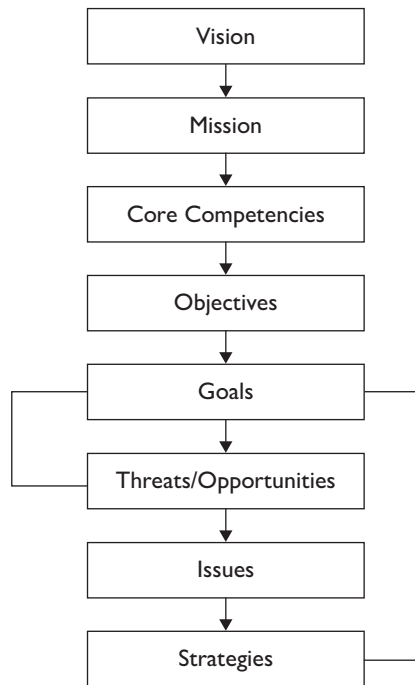 Vision
Mission
Core Competencies
Objectives
Goals
Threats/Opportunities
Issues
Strategies